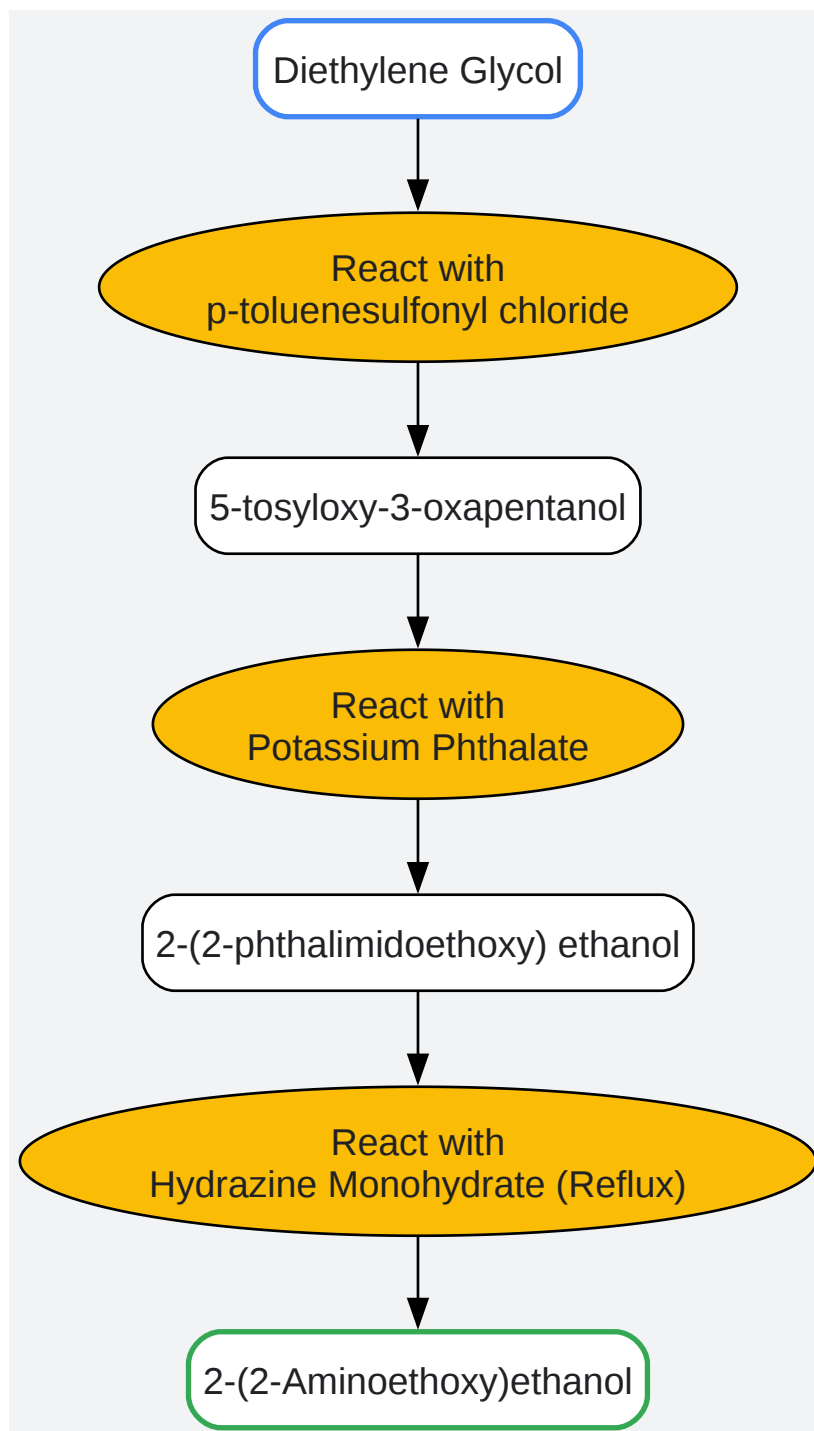 Diethylene Glycol
React with
p-toluenesulfonyl chloride
5-tosyloxy-3-oxapentanol
React with
Potassium Phthalate
2-(2-phthalimidoethoxy) ethanol
React with
Hydrazine Monohydrate (Reflux)
2-(2-Aminoethoxy)ethanol